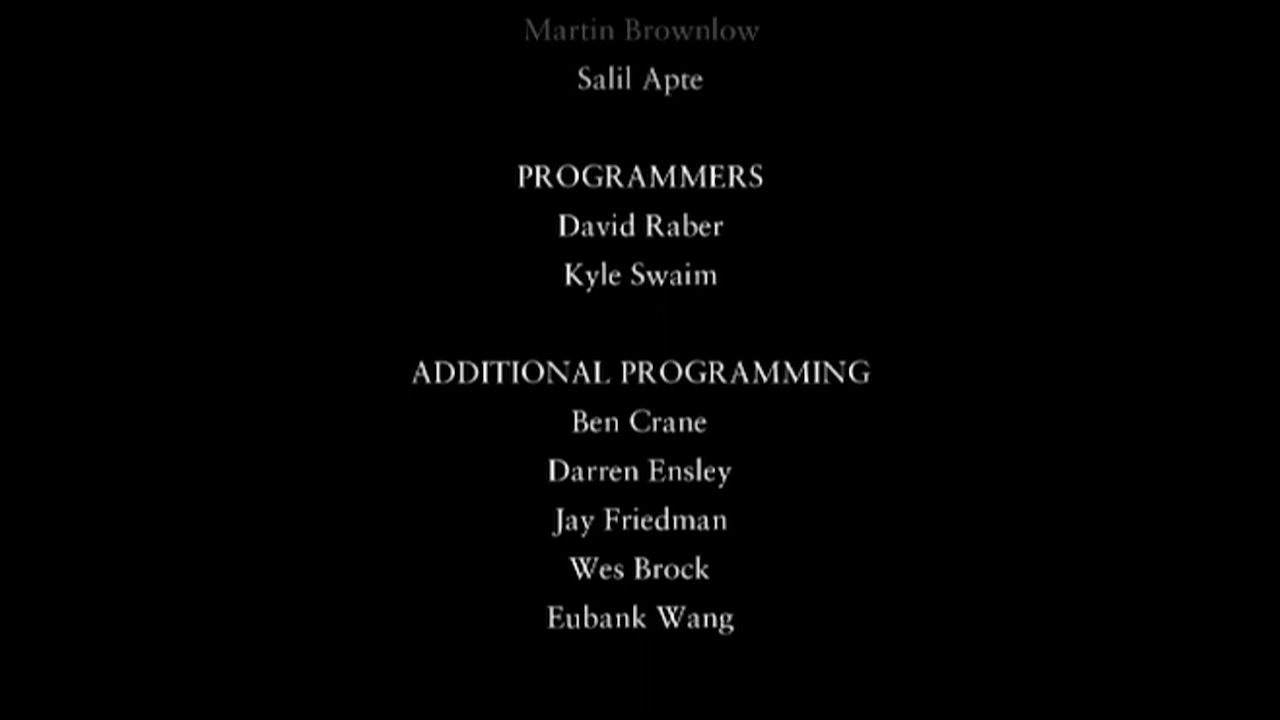 Martin Brownlow
Salil Apte
PROGRAMMERS
David Raber
Kyle Swaim
ADDITIONAL PROGRAMMING
Ben Crane
Darren Ensley
Jay Friedman
Wes Brock
Eubank Wang